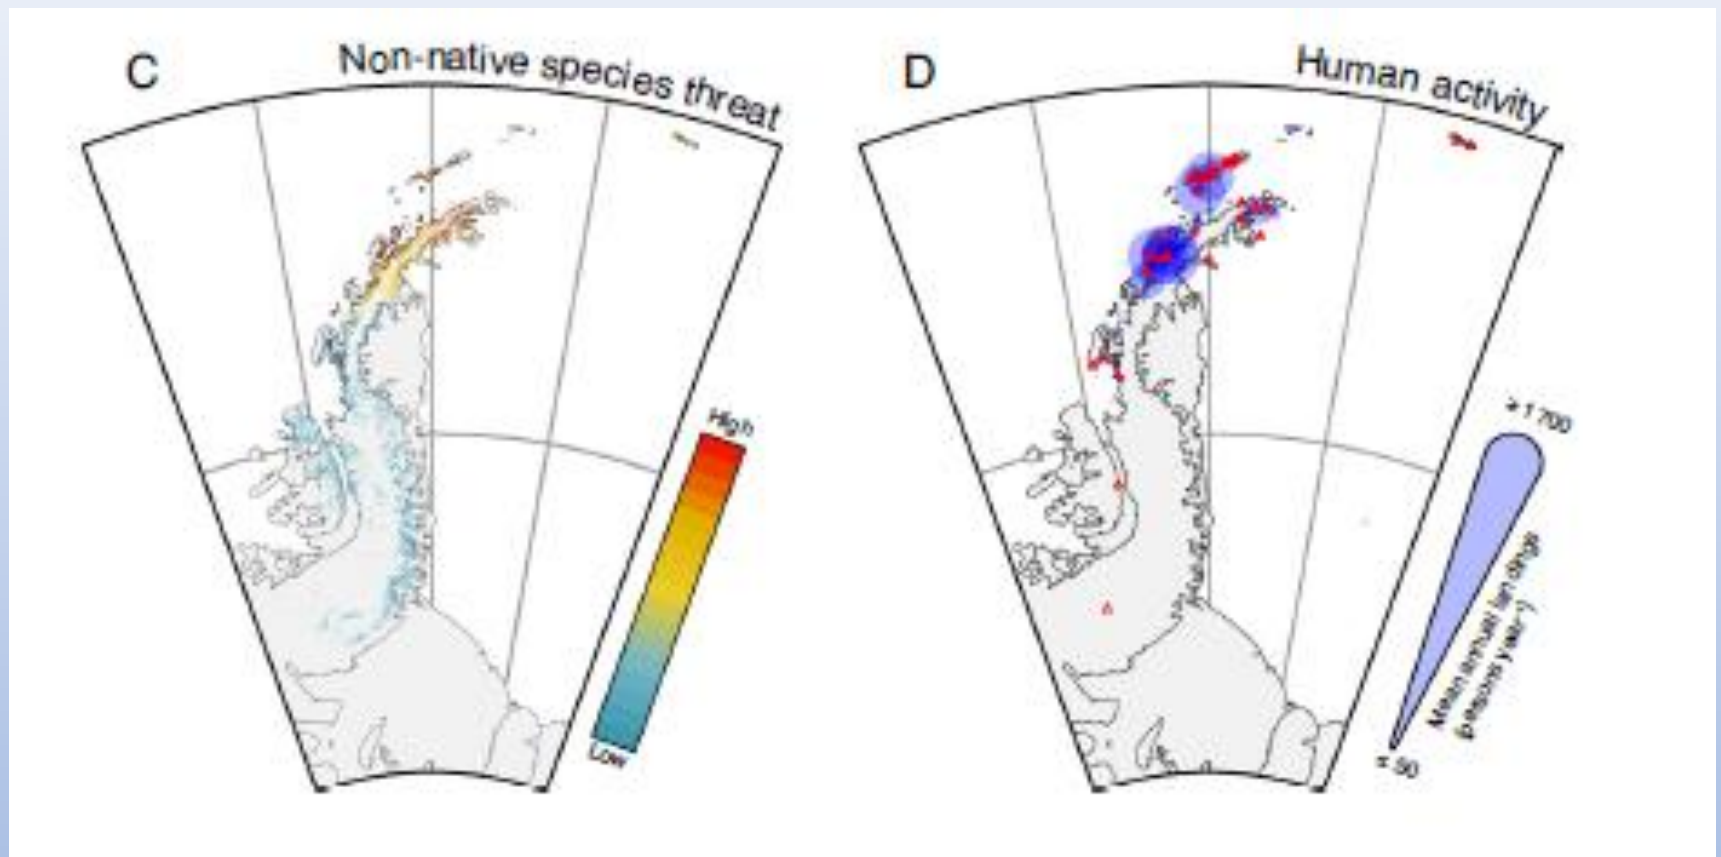 C
Non-native species threat
High
Low
D
Human activity
≥ 1 700
Mean annual landings
(persons year⁻¹)
≤ 50